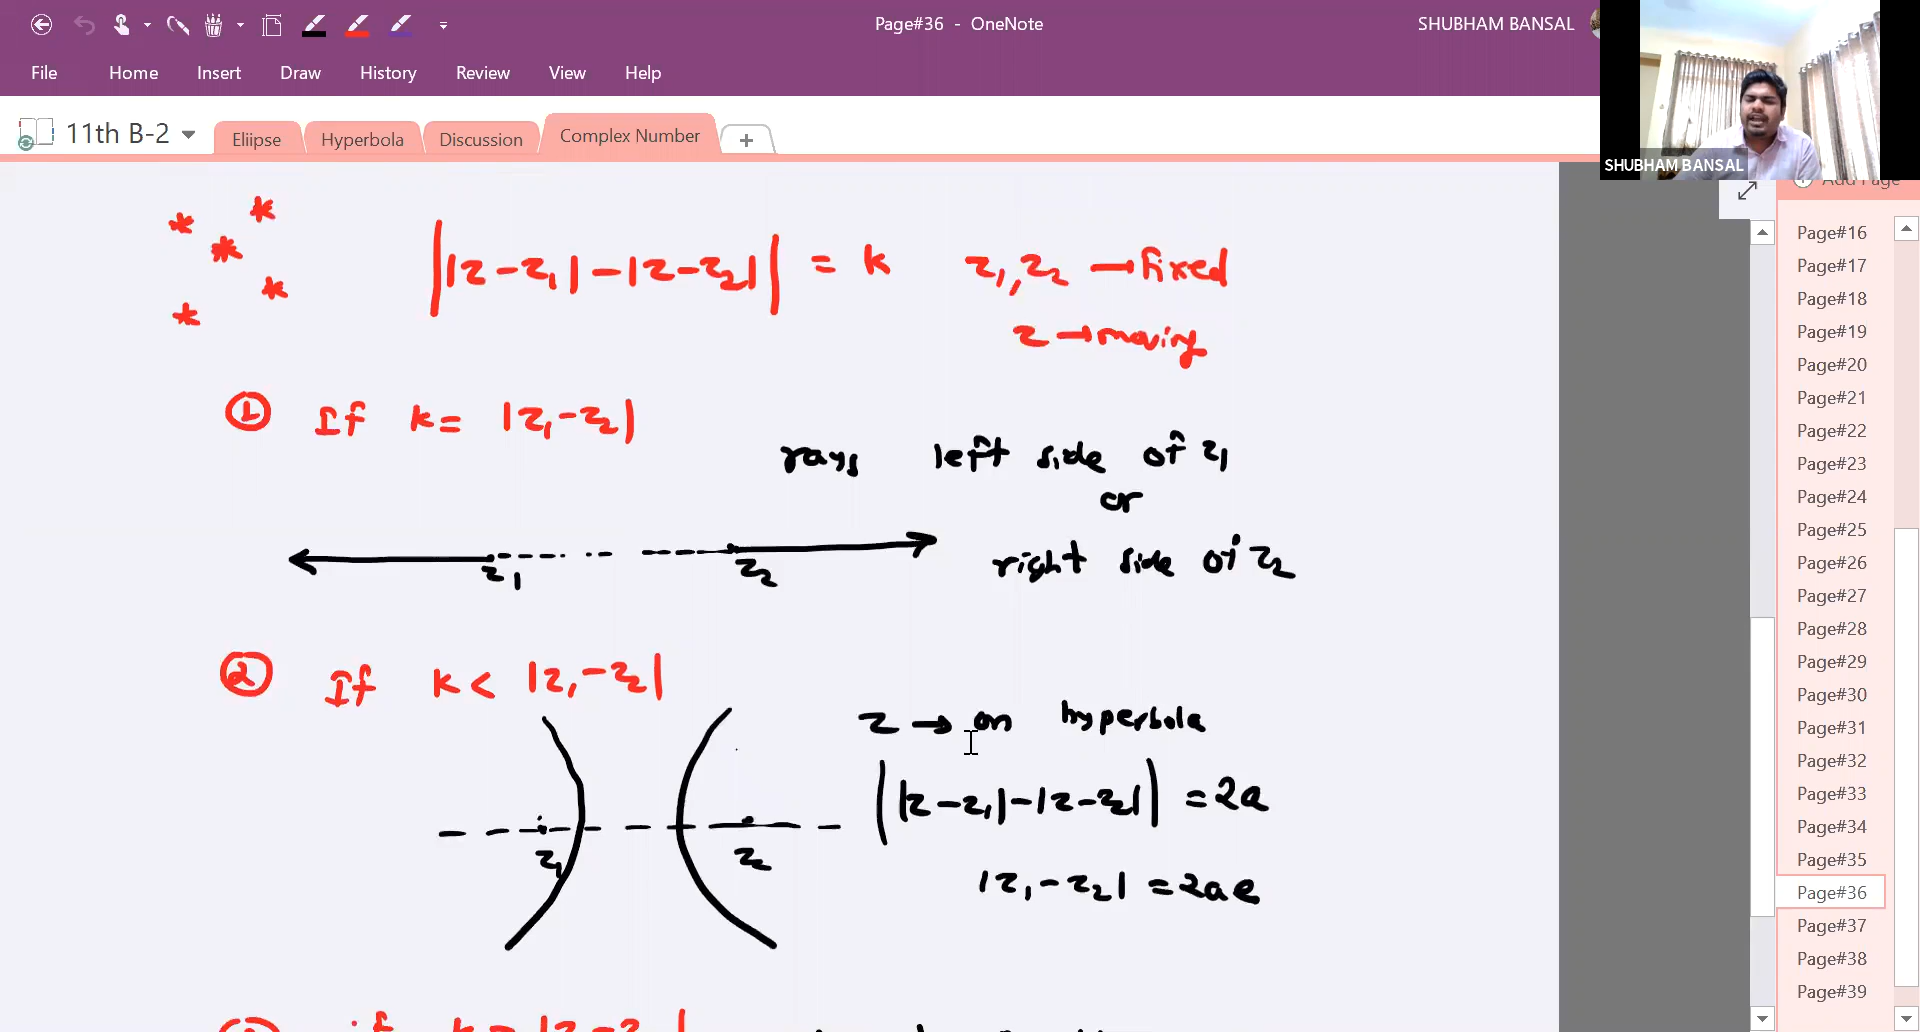 Page#36 - OneNote
SHUBHAM BANSAL
File Home Insert Draw History Review View Help
11th B-2
Eliipse Hyperbola Discussion Complex Number
SHUBHAM BANSAL
Add Page
| |z-z₁| - |z-z₂| | = k z₁, z₂ → fixed
z → moving
① If k = |z₁-z₂|
rays left side of z₁
or
right side of z₂
z₁ z₂
② If k < |z₁-z₂|
z → on hyperbola
| |z-z₁| - |z-z₂| | = 2a
z₁ z₂
|z₁-z₂| = 2ae
Page#16
Page#17
Page#18
Page#19
Page#20
Page#21
Page#22
Page#23
Page#24
Page#25
Page#26
Page#27
Page#28
Page#29
Page#30
Page#31
Page#32
Page#33
Page#34
Page#35
Page#36
Page#37
Page#38
Page#39